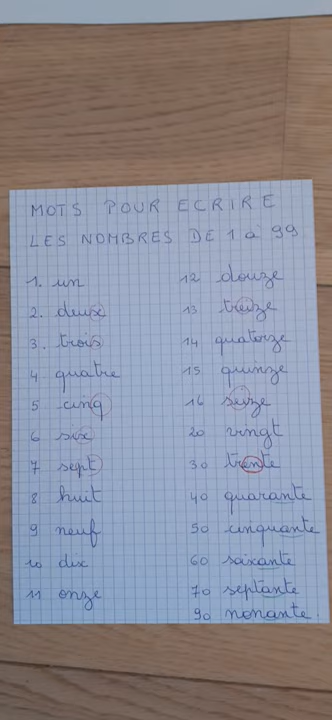 MOTS POUR ECRIRE
LES NOMBRES DE 1 à 99
1. un
2. deux
3. trois
4 quatre
5 cinq
6 six
7 sept
8 huit
9 neuf
10 dix
11 onze
12 douze
13 treize
14 quatorze
15 quinze
16 seize
20 vingt
30 trente
40 quarante
50 cinquante
60 soixante
70 septante
90 nonante.